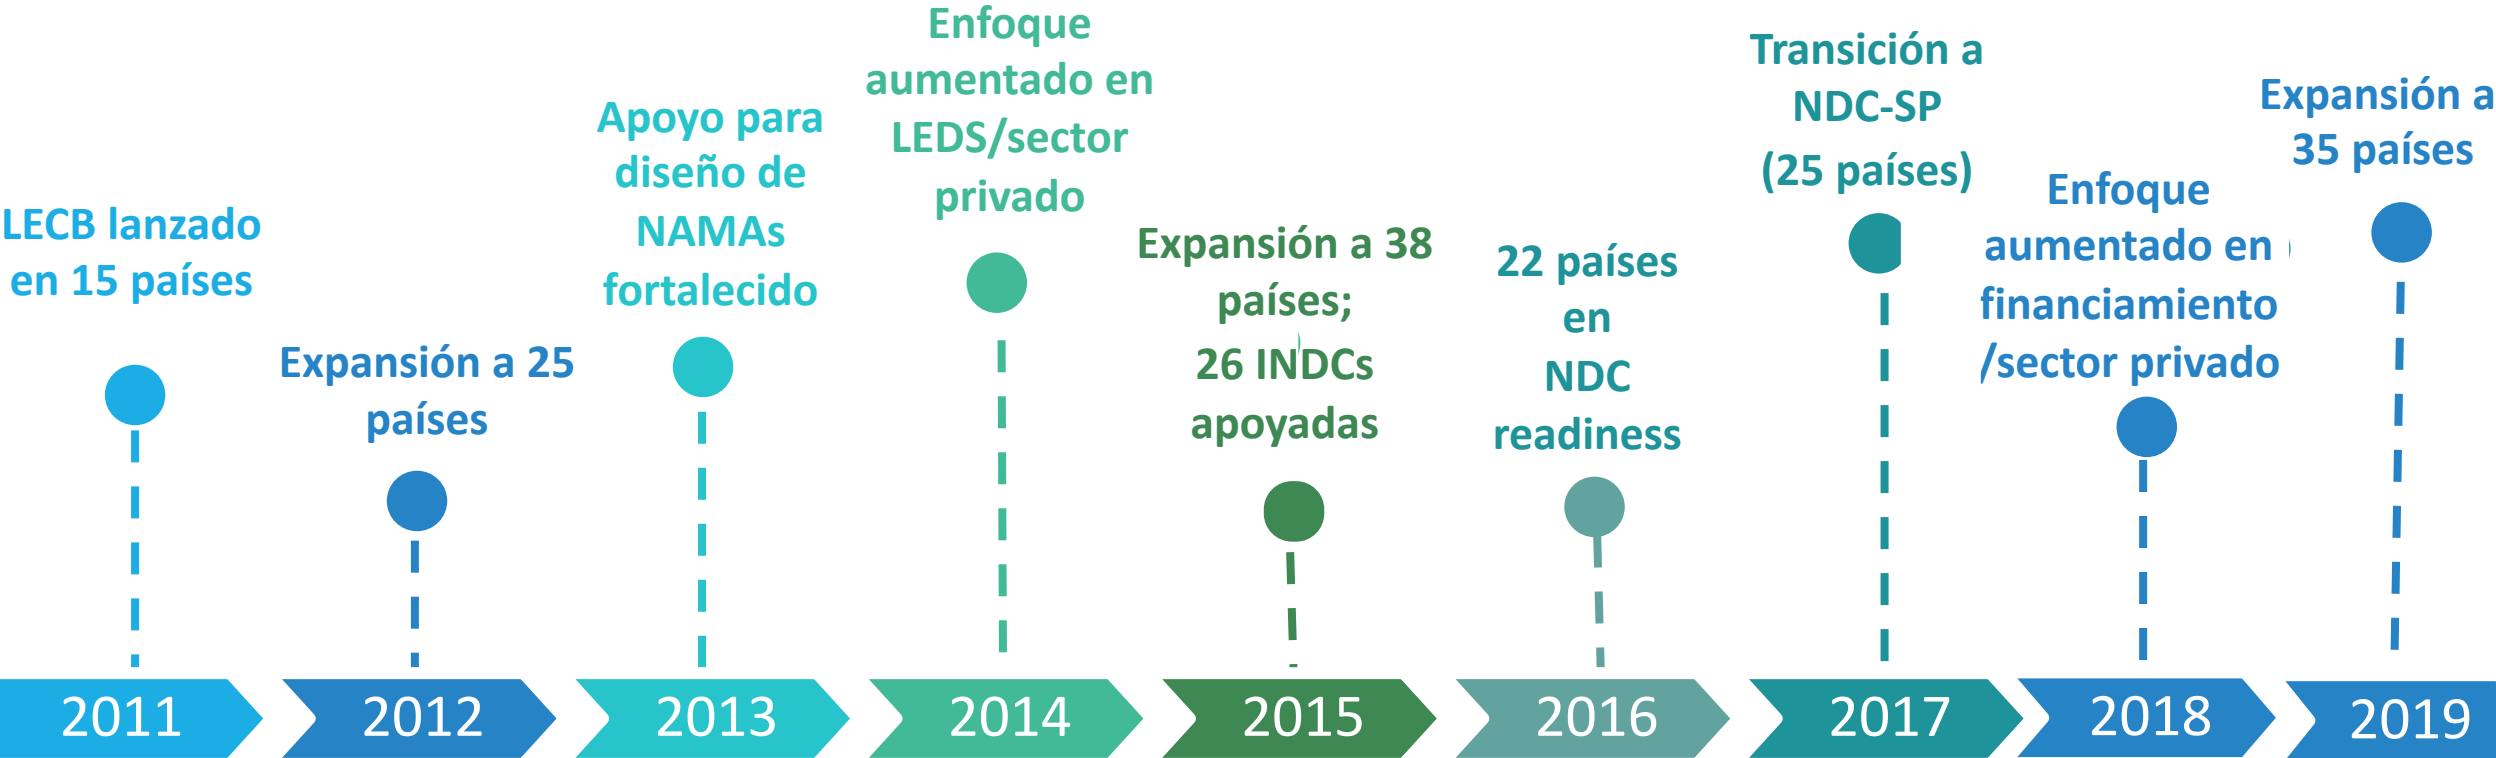 LECB lanzado
en 15 países
Expansión a 25
países
Apoyo para
diseño de
NAMAs
fortalecido
Enfoque
aumentado en
LEDS/sector
privado
Expansión a 38
países;
26 INDCs
apoyadas
22 países
en
NDC
readiness
Transición a
NDC-SP
(25 países)
Enfoque
aumentado en
financiamiento
/sector privado
Expansión a
35 países
2011
2012
2013
2014
2015
2016
2017
2018
2019